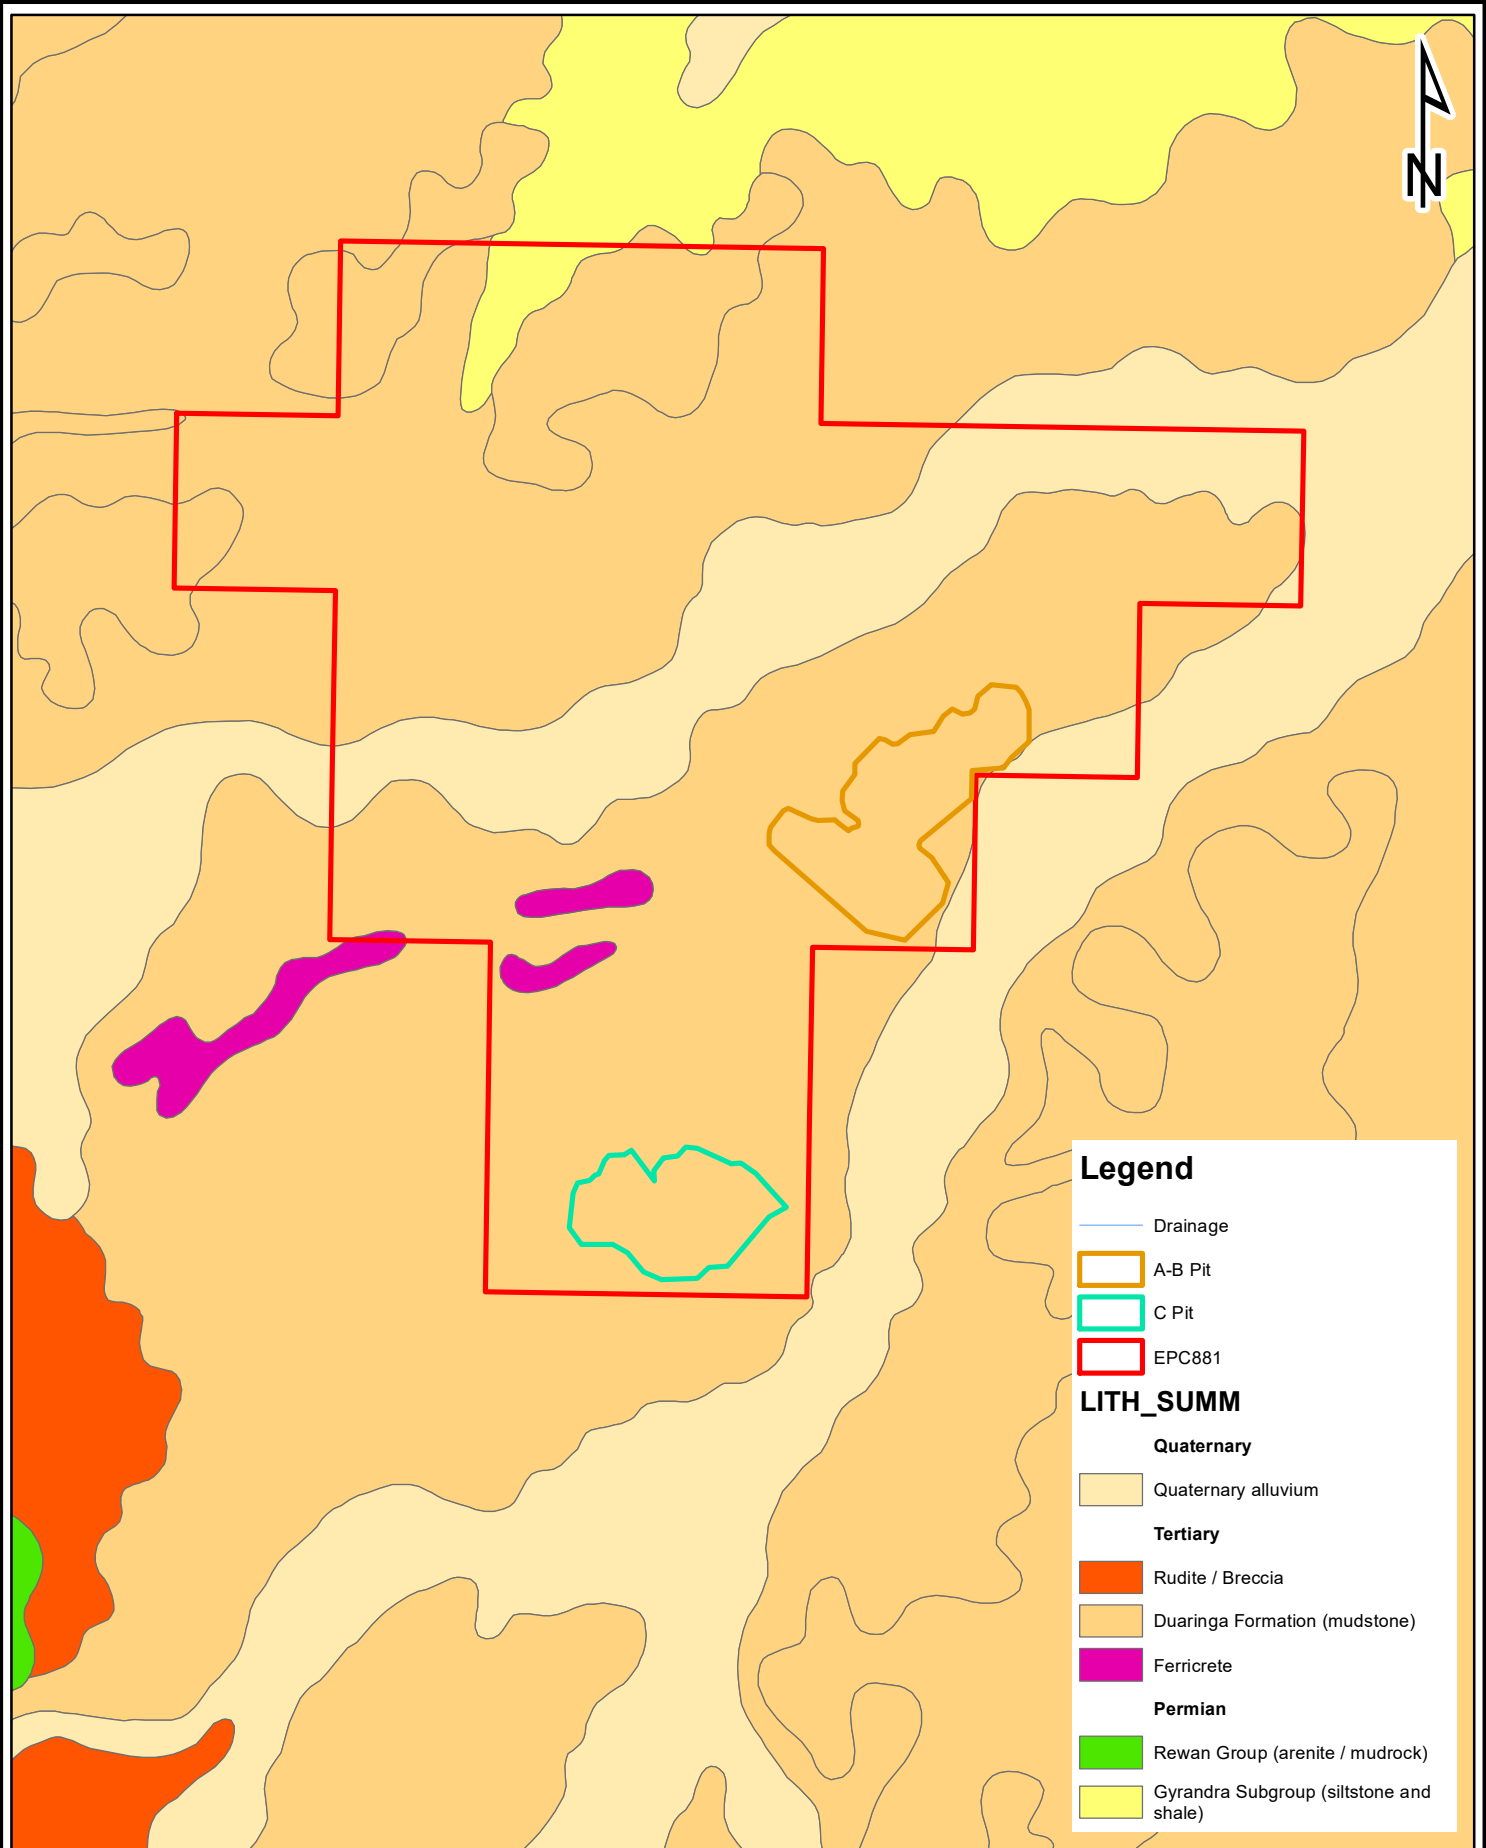 N
Legend
Drainage
A-B Pit
C Pit
EPC881
LITH_SUMM
Quaternary
Quaternary alluvium
Tertiary
Rudite / Breccia
Duaringa Formation (mudstone)
Ferricrete
Permian
Rewan Group (arenite / mudrock)
Gyrandra Subgroup (siltstone and
shale)